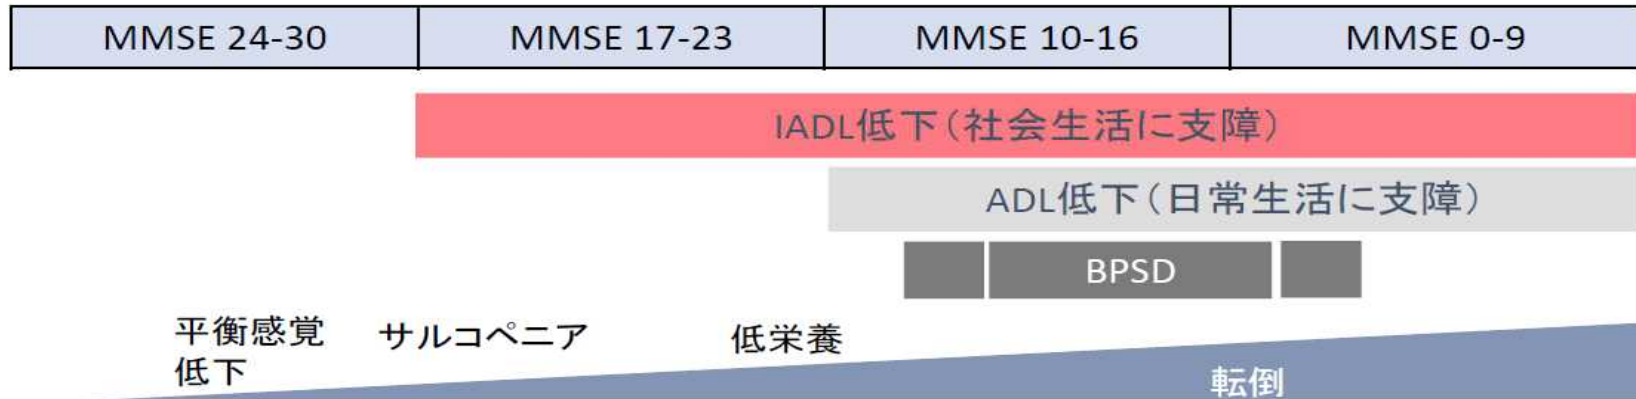 MMSE 24-30 MMSE 17-23 MMSE 10-16 MMSE 0-9
IADL低下(社会生活に支障)
ADL低下(日常生活に支障)
BPSD
平衡感覚
低下
サルコペニア
低栄養
転倒